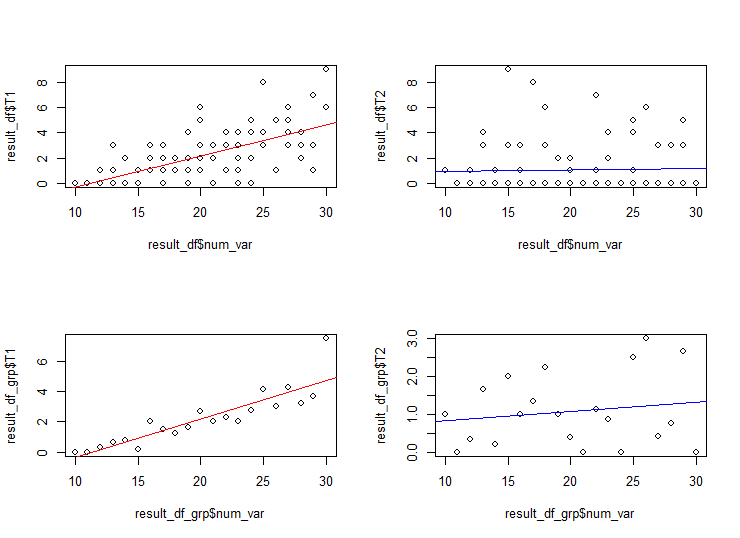 result_df$T1
8
6
4
2
0
10 15 20 25 30
result_df$num_var
result_df$T2
8
6
4
2
0
10 15 20 25 30
result_df$num_var
result_df_grp$T1
6
4
2
0
10 15 20 25 30
result_df_grp$num_var
result_df_grp$T2
3.0
2.0
1.0
0.0
10 15 20 25 30
result_df_grp$num_var